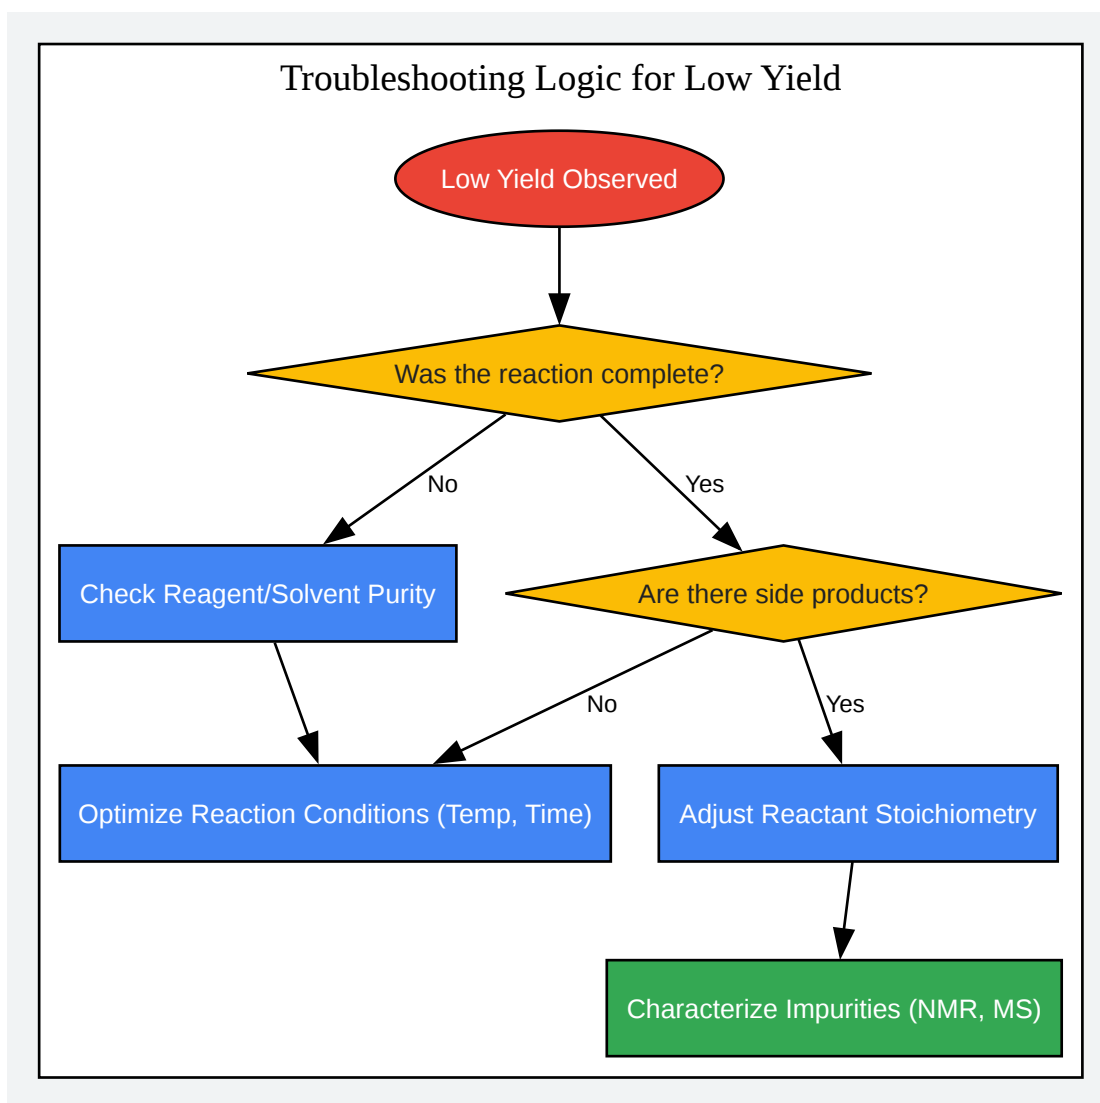 Troubleshooting Logic for Low Yield
Low Yield Observed
Was the reaction complete?
No
Yes
Check Reagent/Solvent Purity
Are there side products?
No
Yes
Optimize Reaction Conditions (Temp, Time)
Adjust Reactant Stoichiometry
Characterize Impurities (NMR, MS)